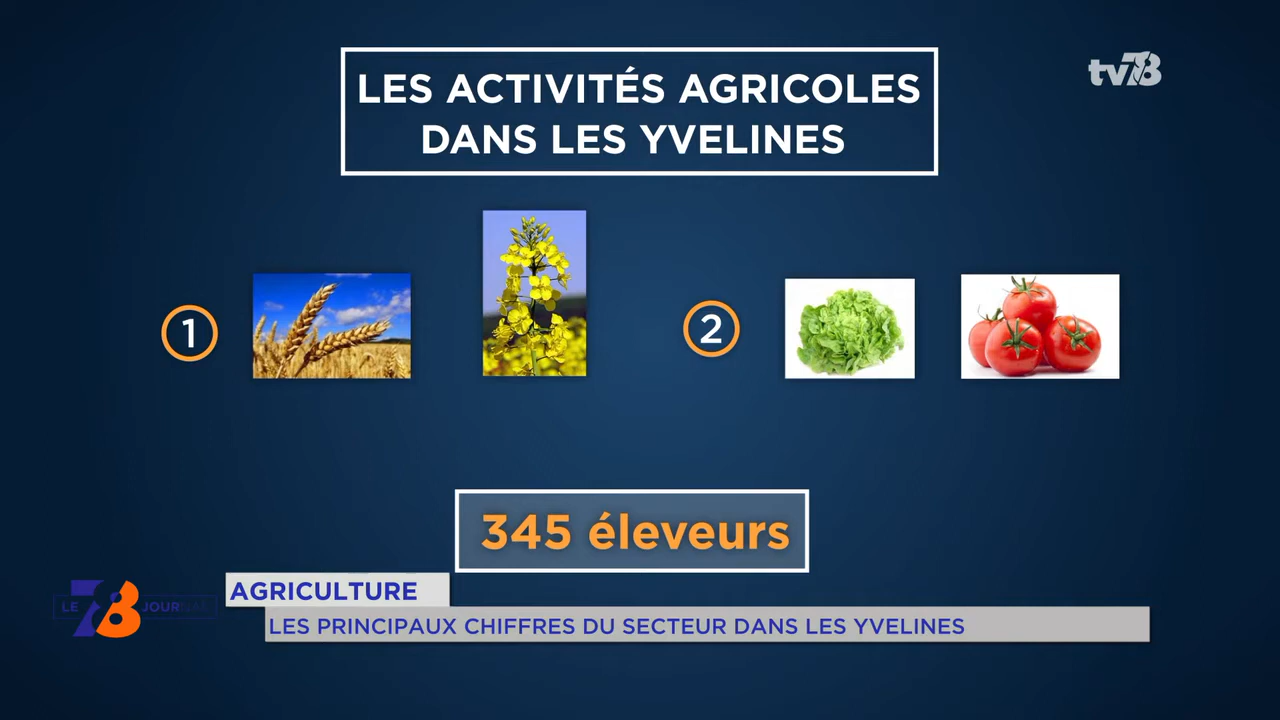 LES ACTIVITÉS AGRICOLES
DANS LES YVELINES
tv78
1
2
345 éleveurs
AGRICULTURE
LE 78 JOURNAL
LES PRINCIPAUX CHIFFRES DU SECTEUR DANS LES YVELINES